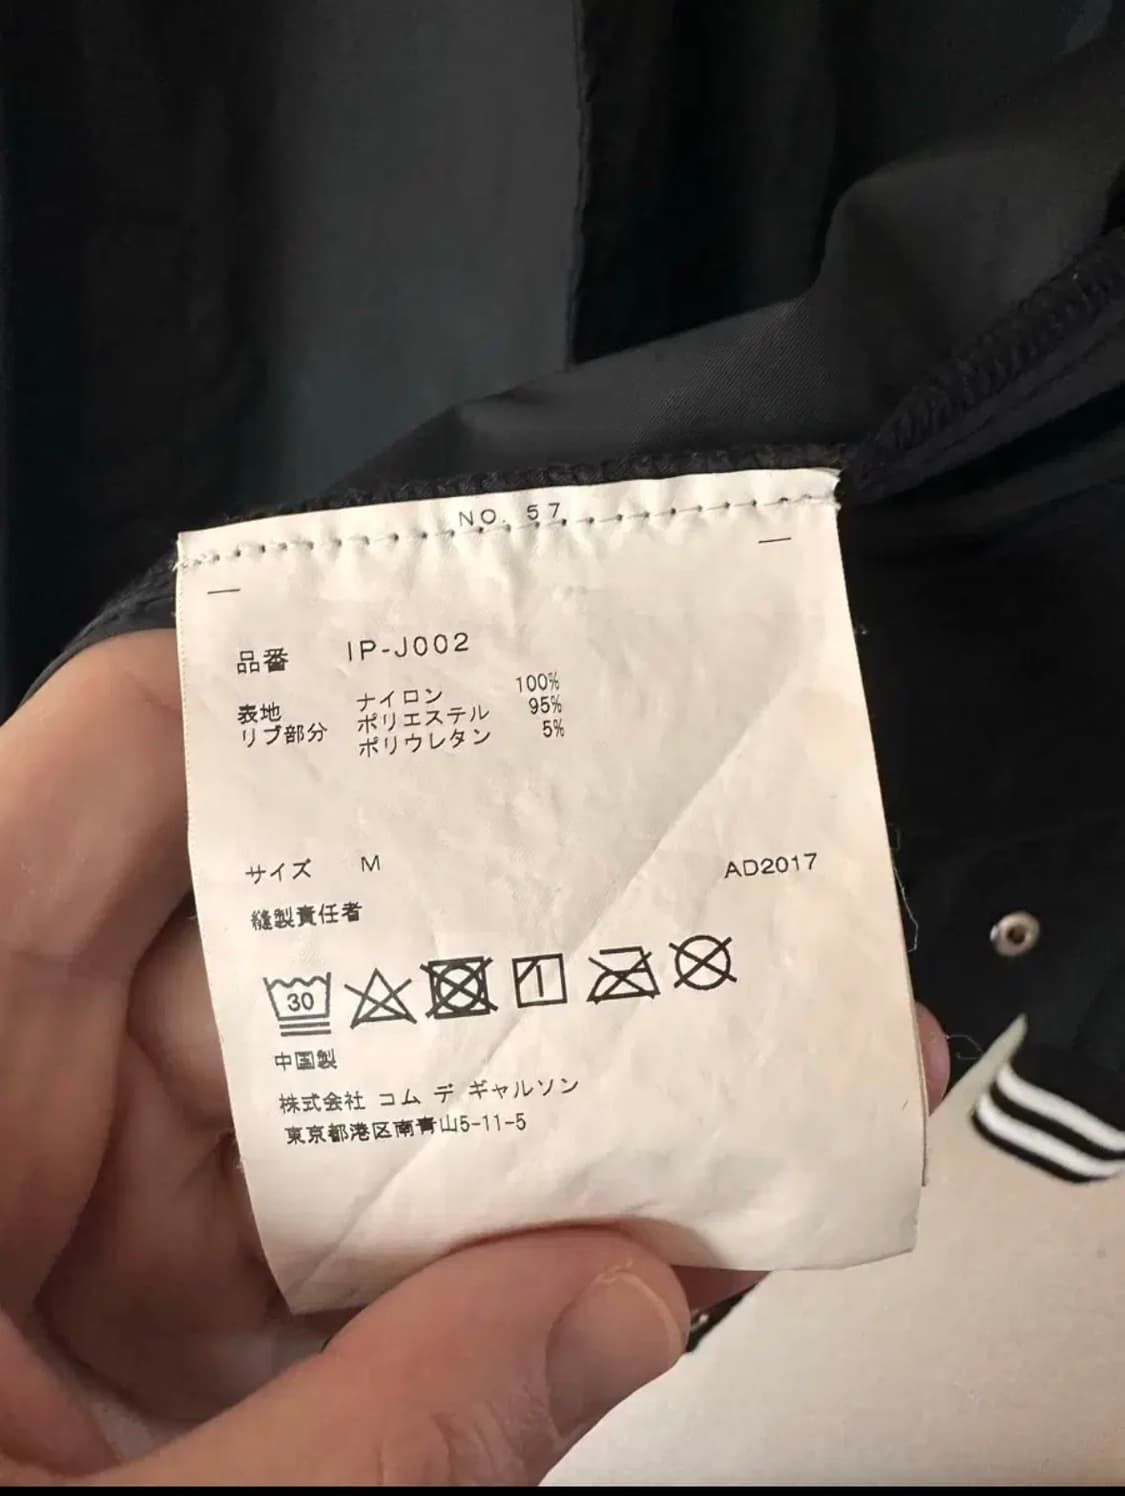 NO. 57
品番 IP-J002
表地 ナイロン 100%
リブ部分 ポリエステル 95%
ポリウレタン 5%
サイズ M AD2017
縫製責任者
30
中国製
株式会社 コム デ ギャルソン
東京都港区南青山5-11-5